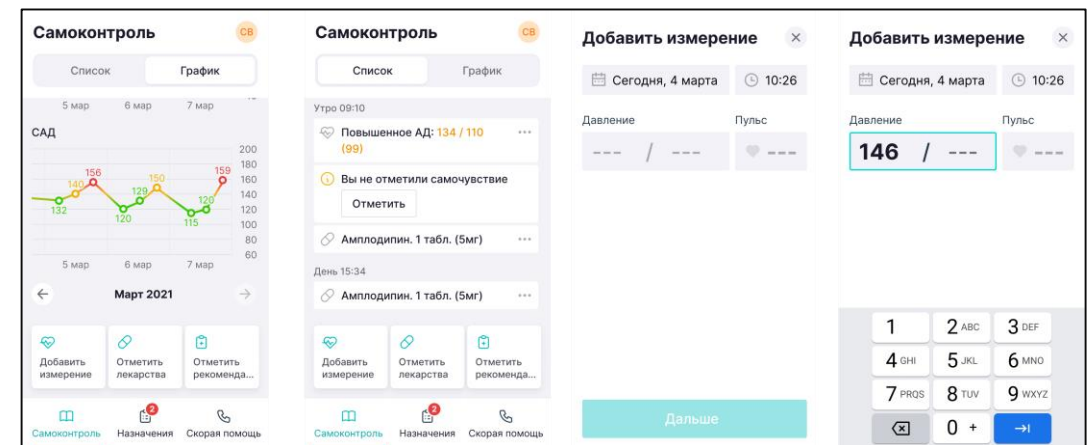 Самоконтроль
СВ
Список
График
5 мар 6 мар 7 мар
САД
200
180
160
140
120
100
80
60
132
140
156
120
129
150
115
120
159
5 мар 6 мар 7 мар
Март 2021
Добавить
измерение
Отметить
лекарства
Отметить
рекоменда...
2
Самоконтроль
Назначения
Скорая помощь
Самоконтроль
СВ
Список
График
Утро 09:10
Повышенное АД: 134 / 110
(99)
Вы не отметили самочувствие
Отметить
Амплодипин. 1 табл. (5мг)
День 15:34
Амплодипин. 1 табл. (5мг)
Добавить
измерение
Отметить
лекарства
Отметить
рекоменда...
2
Самоконтроль
Назначения
Скорая помощь
Добавить измерение
Сегодня, 4 марта
10:26
Давление
Пульс
--- / ---
---
Дальше
Добавить измерение
Сегодня, 4 марта
10:26
Давление
Пульс
146 / ---
---
1
2 ABC
3 DEF
4 GHI
5 JKL
6 MNO
7 PRQS
8 TUV
9 WXYZ
0 +